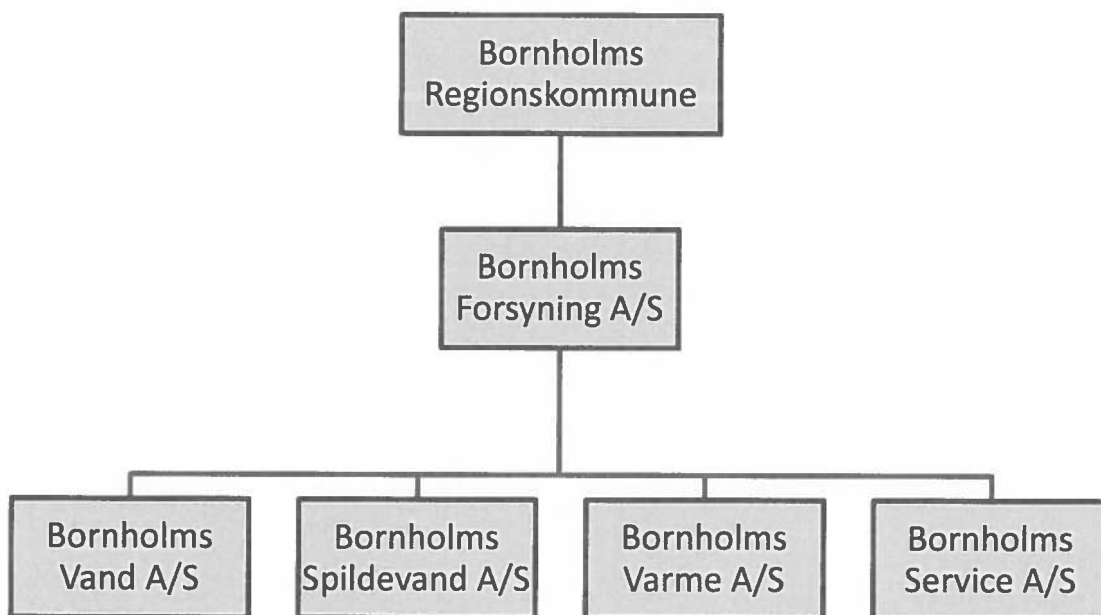 Bornholms
Regionskommune
Bornholms
Forsyning A/S
Bornholms
Vand A/S
Bornholms
Spildevand A/S
Bornholms
Varme A/S
Bornholms
Service A/S